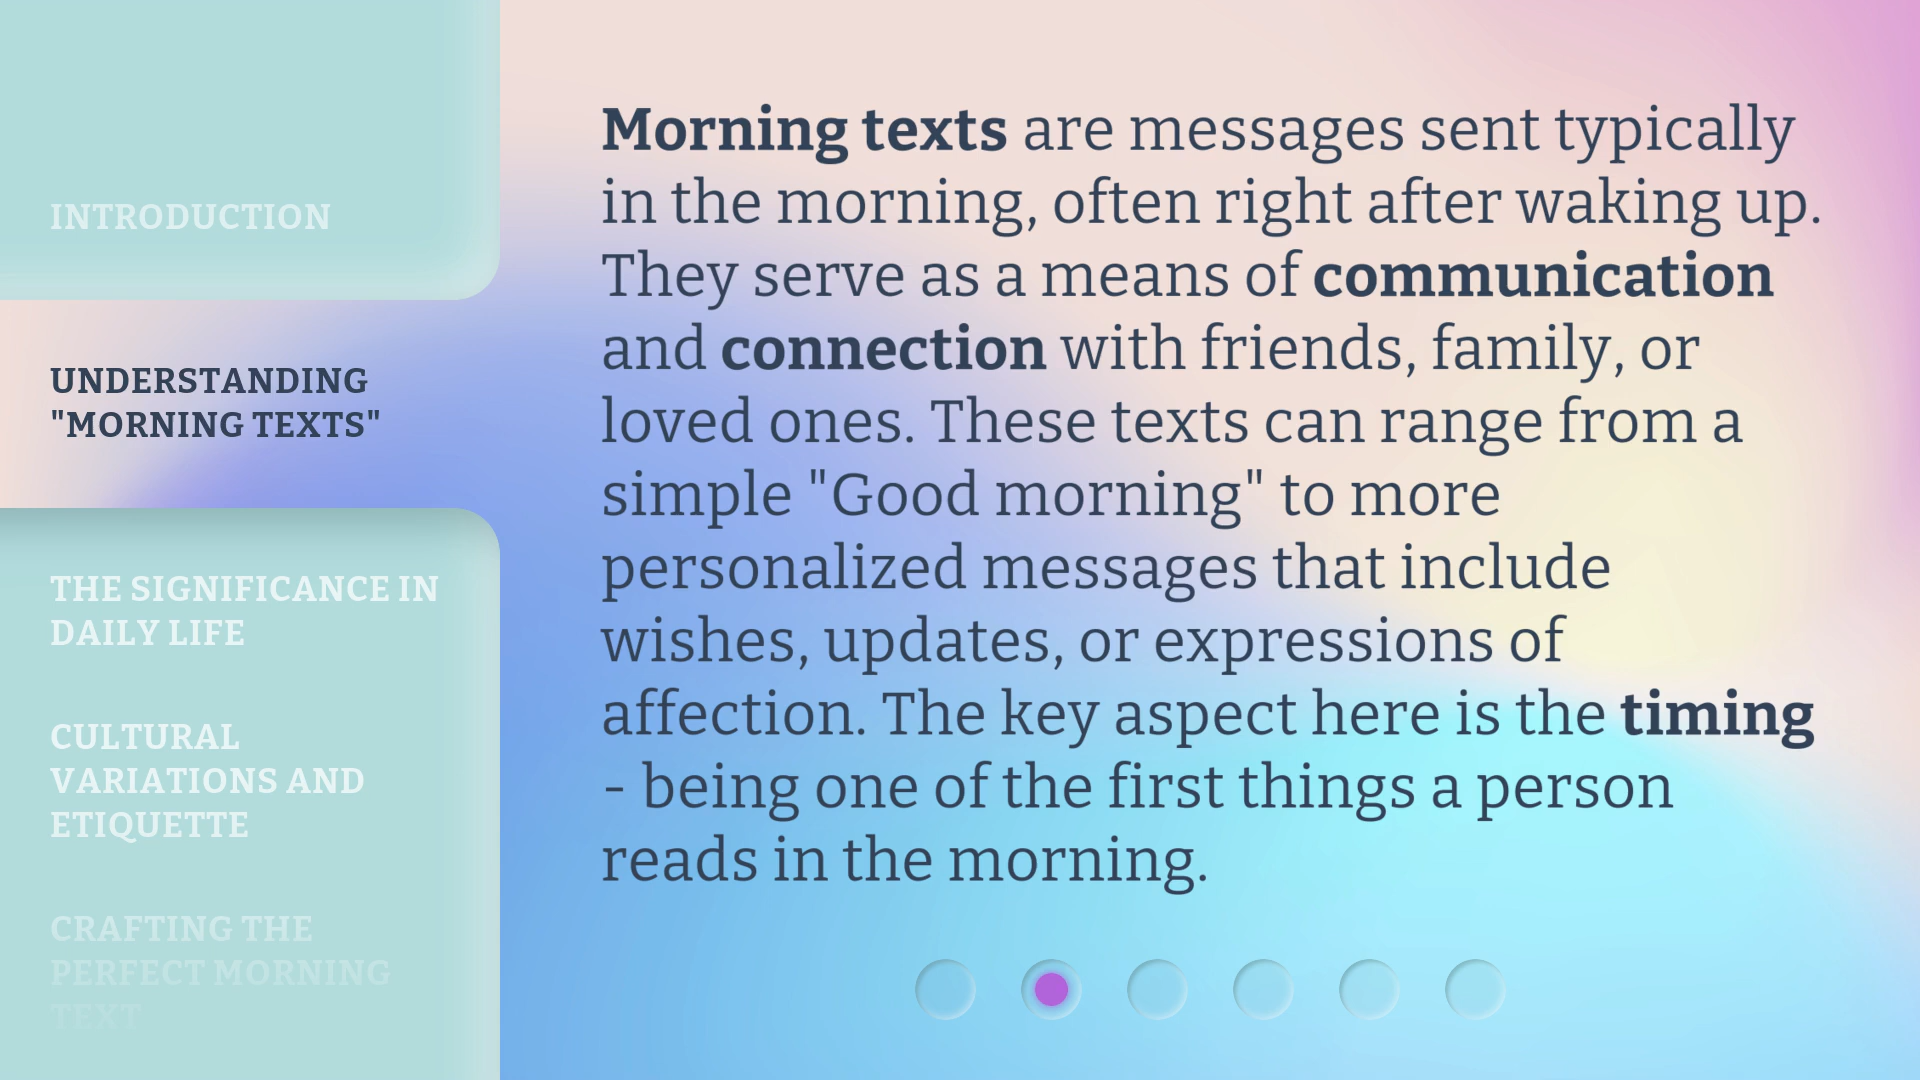 INTRODUCTION
UNDERSTANDING
"MORNING TEXTS"
THE SIGNIFICANCE IN
DAILY LIFE
CULTURAL
VARIATIONS AND
ETIQUETTE
CRAFTING THE
PERFECT MORNING
TEXT
Morning texts are messages sent typically
in the morning, often right after waking up.
They serve as a means of communication
and connection with friends, family, or
loved ones. These texts can range from a
simple "Good morning" to more
personalized messages that include
wishes, updates, or expressions of
affection. The key aspect here is the timing
- being one of the first things a person
reads in the morning.